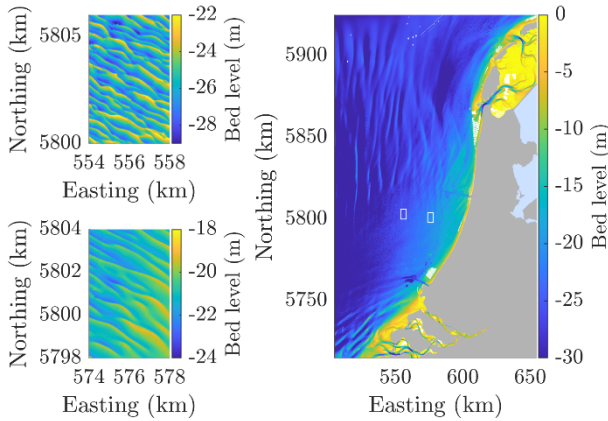 5806
5800
Northing (km)
554 556 558
Easting (km)
-22
-24
-26
-28
Bed level (m)
5804
5802
5800
5798
Northing (km)
574 576 578
Easting (km)
-18
-20
-22
-24
Bed level (m)
5900
5850
5800
5750
Northing (km)
550 600 650
Easting (km)
0
-5
-10
-15
-20
-25
-30
Bed level (m)